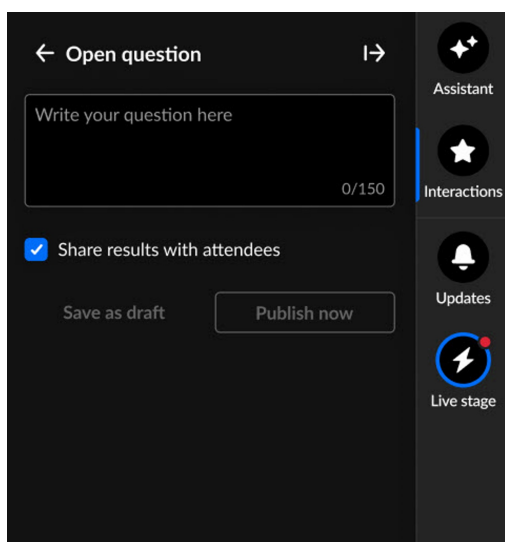 Open question
Write your question here
0/150
Share results with attendees
Save as draft
Publish now
Assistant
Interactions
Updates
Live stage